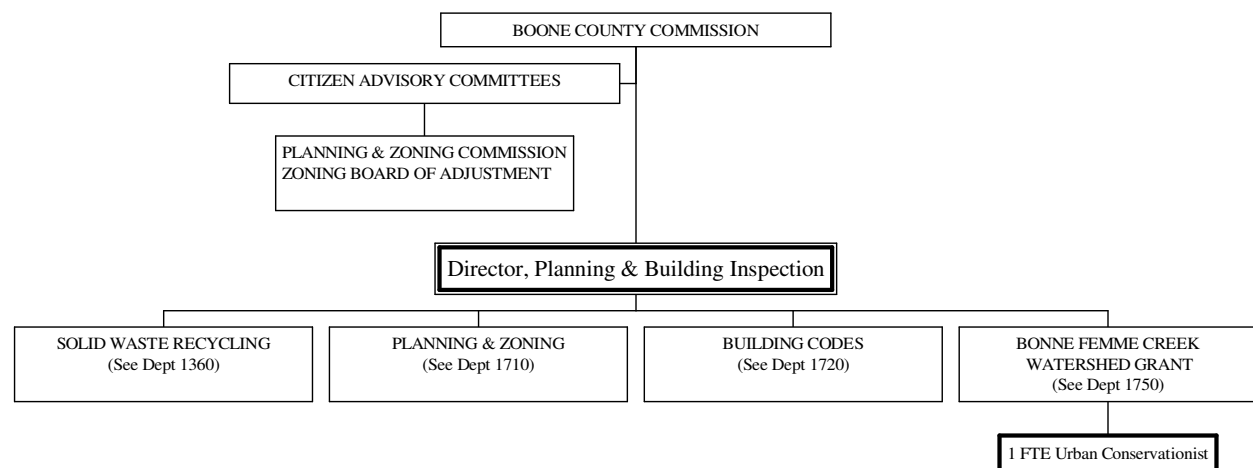 BOONE COUNTY COMMISSION
CITIZEN ADVISORY COMMITTEES
PLANNING & ZONING COMMISSION
ZONING BOARD OF ADJUSTMENT
Director, Planning & Building Inspection
SOLID WASTE RECYCLING
(See Dept 1360)
PLANNING & ZONING
(See Dept 1710)
BUILDING CODES
(See Dept 1720)
BONNE FEMME CREEK
WATERSHED GRANT
(See Dept 1750)
1 FTE Urban Conservationist